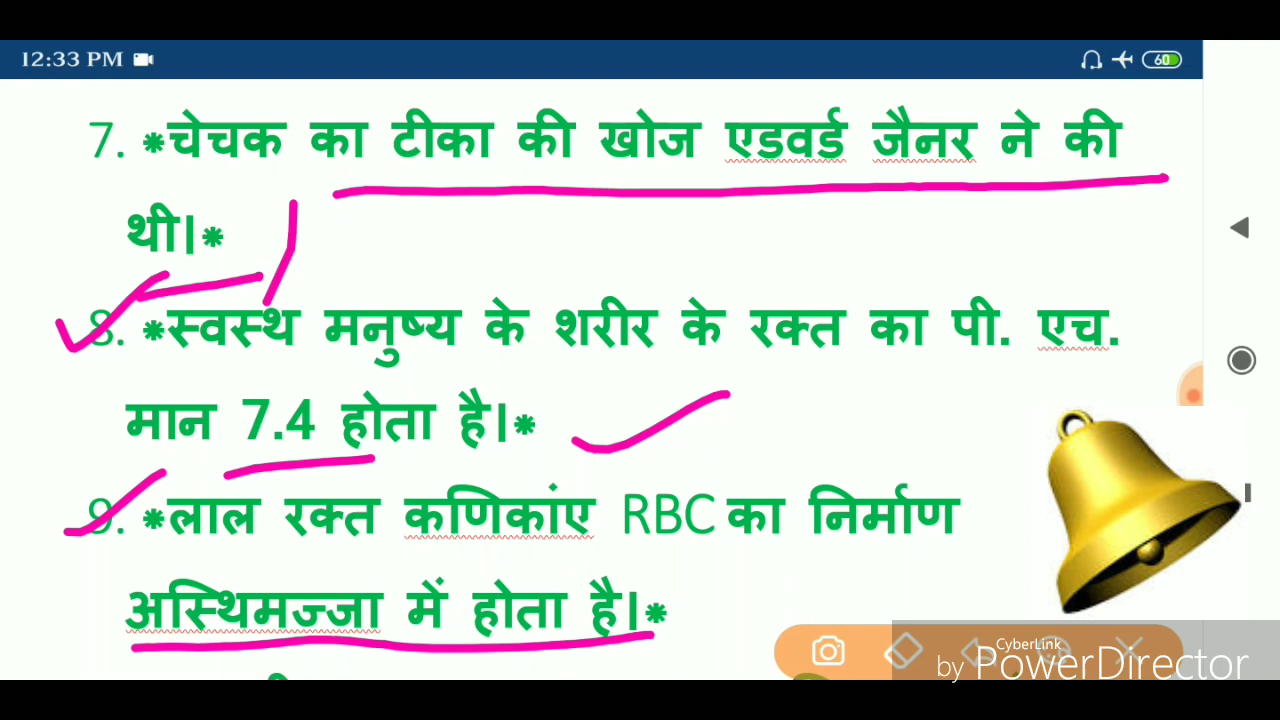 12:33 PM
60
7. *चेचक का टीका की खोज एडवर्ड जैनर ने की
थी।*
8. *स्वस्थ मनुष्य के शरीर के रक्त का पी. एच.
मान 7.4 होता है।*
9. *लाल रक्त कणिकांए RBC का निर्माण
अस्थिमज्जा में होता है।*
CyberLink
by PowerDirector